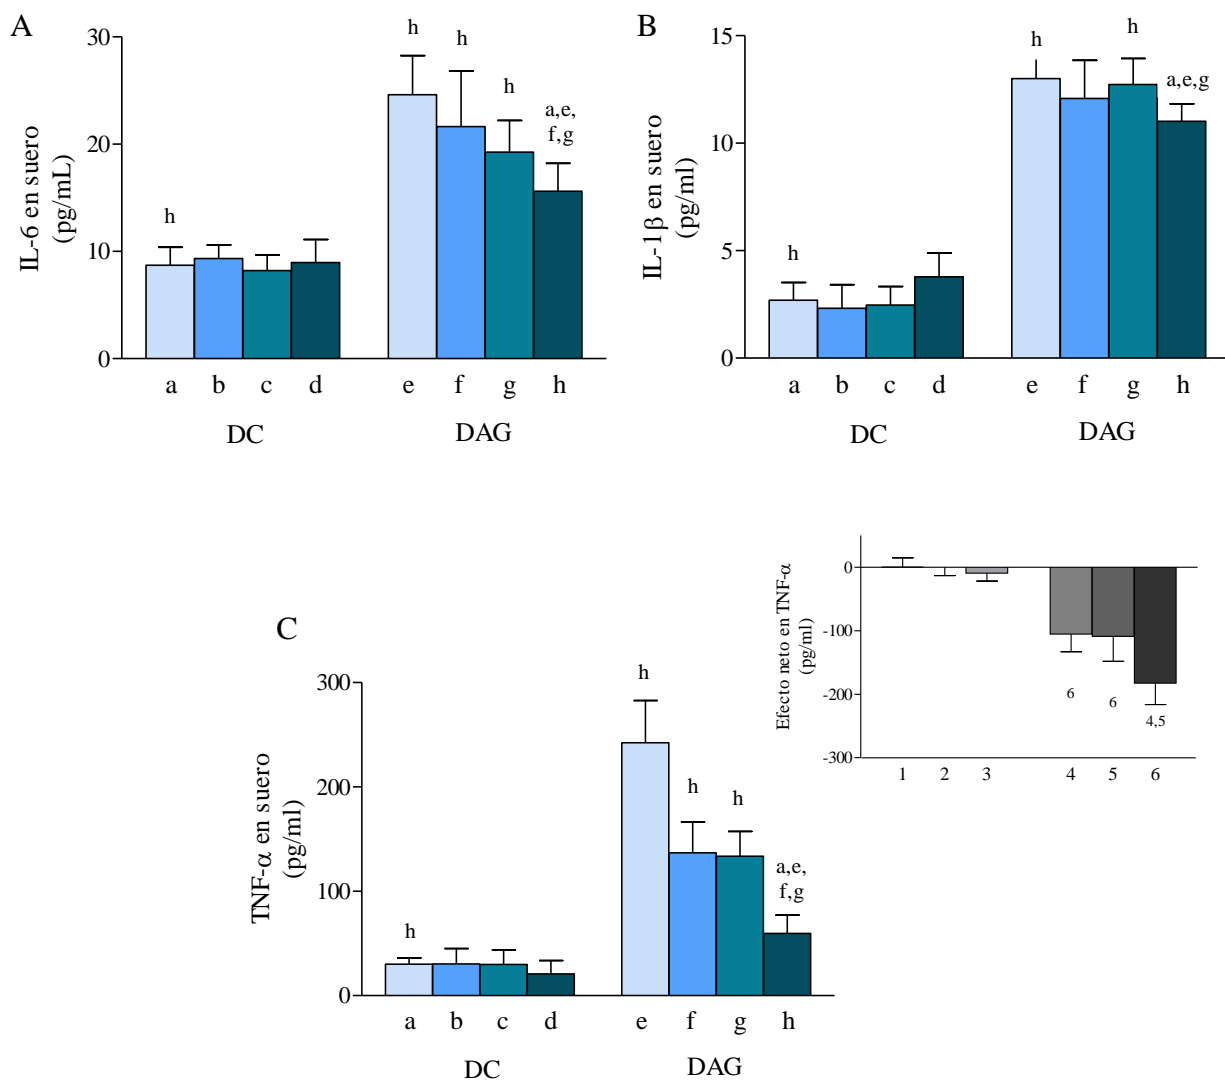 A
IL-6 en suero
(pg/mL)
30
20
10
0
h
h
h
h
a,e,
f,g
a b c d e f g h
DC DAG
B
IL-1β en suero
(pg/ml)
15
10
5
0
h
h
h
a,e,g
a b c d e f g h
DC DAG
C
TNF-α en suero
(pg/ml)
300
200
100
0
h
h
h
h
a,e,
f,g
a b c d e f g h
DC DAG
Efecto neto en TNF-α
(pg/ml)
0
-100
-200
-300
6
6
4,5
1 2 3 4 5 6